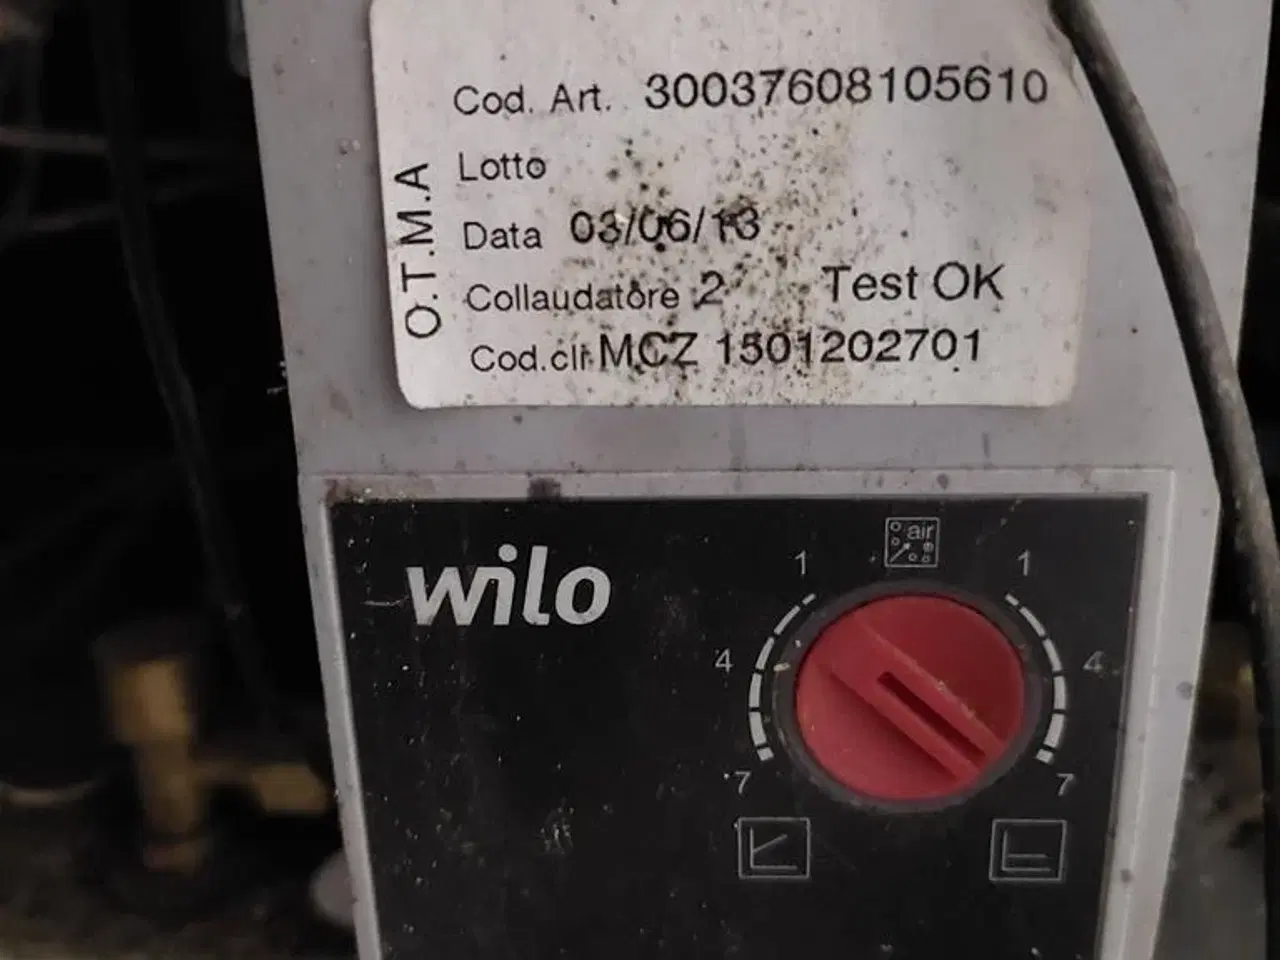 Cod. Art. 30037608105610
Lotto
Data 03/06/13
Collaudatore 2 Test OK
Cod.clr MCZ 1501202701
O.T.M.A
wilo
air
1 1
4 4
7 7